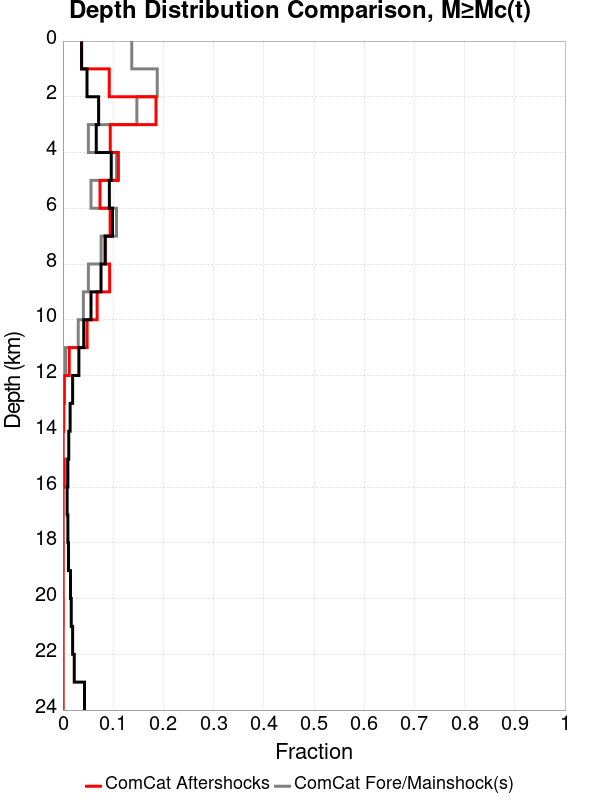 Depth Distribution Comparison, M≥Mc(t)
0
2
4
6
8
10
12
14
16
18
20
22
24
Depth (km)
0 0.1 0.2 0.3 0.4 0.5 0.6 0.7 0.8 0.9 1
Fraction
ComCat Aftershocks ComCat Fore/Mainshock(s)